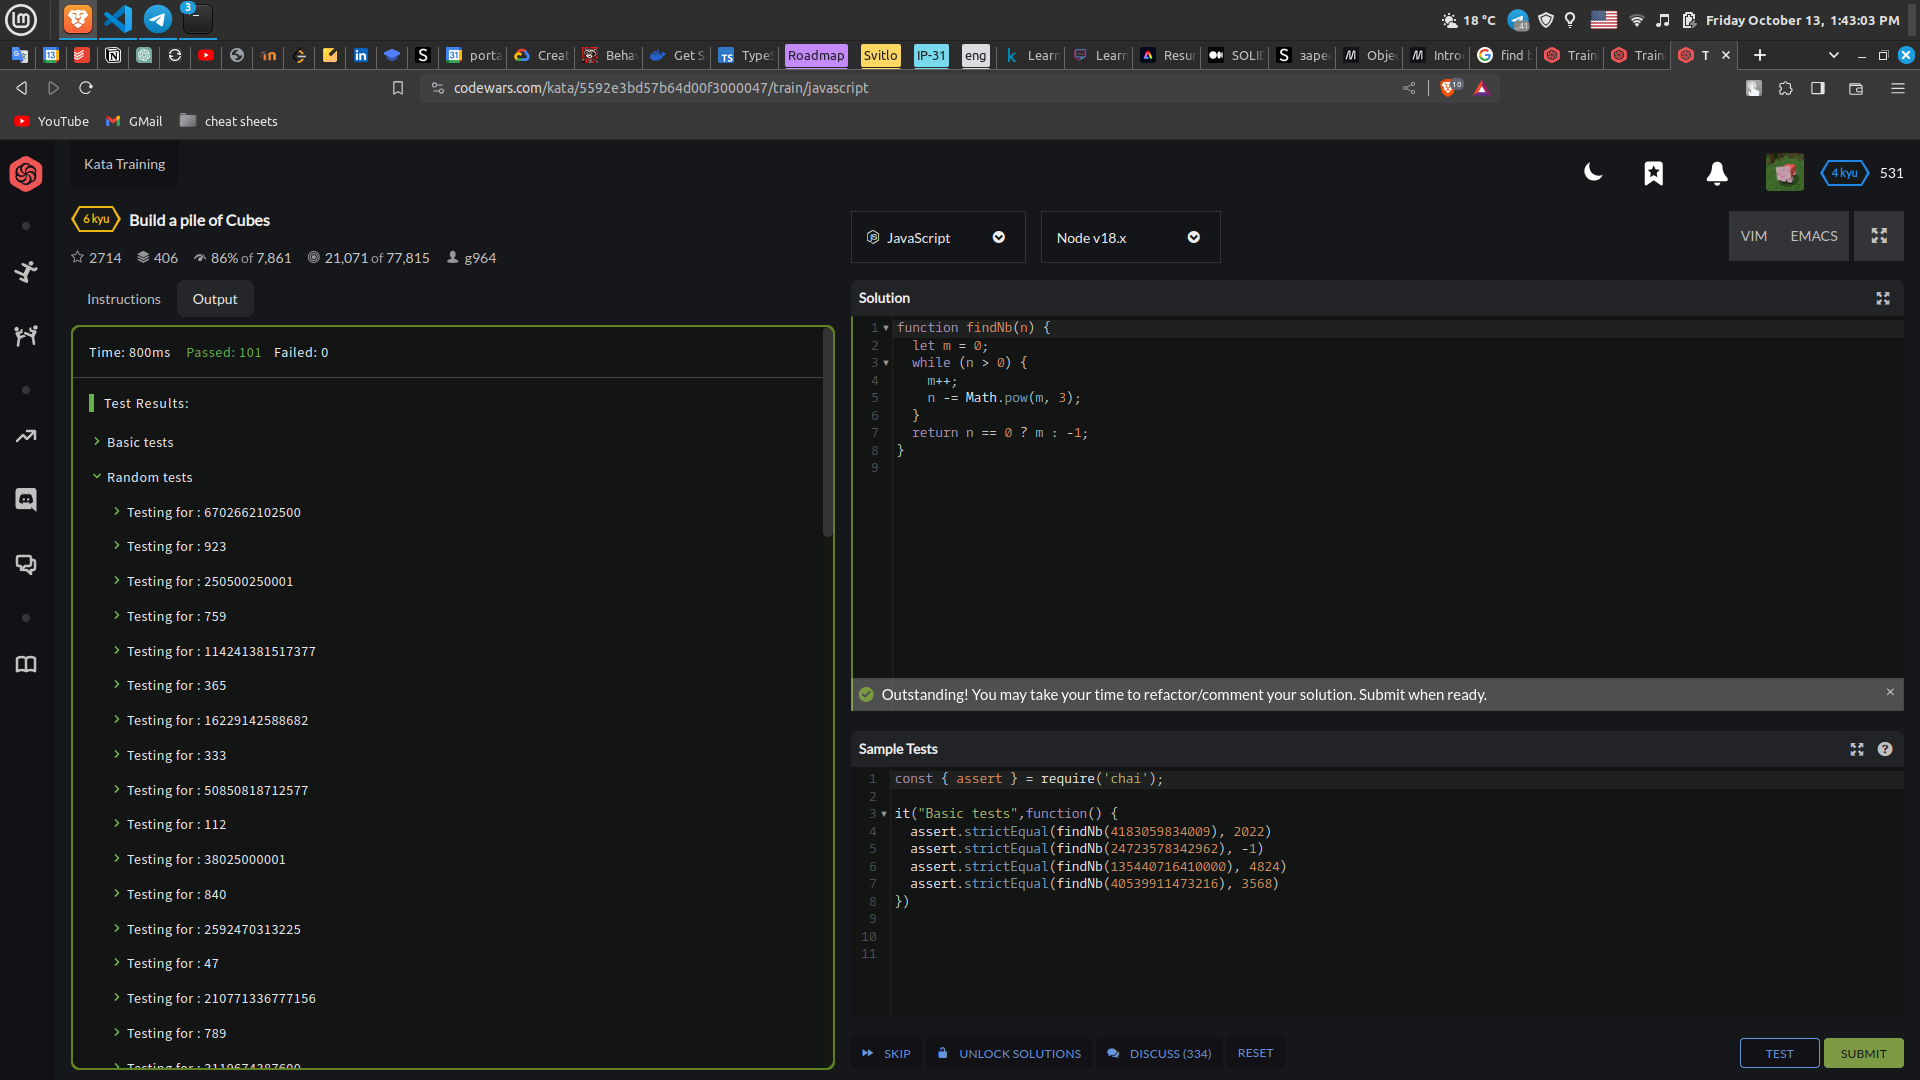 3
18 °C
41
Friday October 13, 1:43:03 PM
porta
Creat
Beha
Get S
Type
Roadmap
Svitlo
IP-31
eng
Learn
Learn
Resu
SOLID
запе
Obje
Intro
find b
Train
Train
T
codewars.com/kata/5592e3bd57b64d00f3000047/train/javascript
10
YouTube
GMail
cheat sheets
Kata Training
4 kyu
531
6 kyu
Build a pile of Cubes
2714
406
86% of 7,861
21,071 of 77,815
g964
JavaScript
Node v18.x
VIM
EMACS
Instructions
Output
Time: 800ms Passed: 101 Failed: 0
Test Results:
Basic tests
Random tests
Testing for : 6702662102500
Testing for : 923
Testing for : 250500250001
Testing for : 759
Testing for : 114241381517377
Testing for : 365
Testing for : 16229142588682
Testing for : 333
Testing for : 50850818712577
Testing for : 112
Testing for : 38025000001
Testing for : 840
Testing for : 2592470313225
Testing for : 47
Testing for : 210771336777156
Testing for : 789
Testing for : 3119674387600
Solution
1 function findNb(n) {
2 let m = 0;
3 while (n > 0) {
4 m++;
5 n -= Math.pow(m, 3);
6 }
7 return n == 0 ? m : -1;
8 }
9
Outstanding! You may take your time to refactor/comment your solution. Submit when ready.
Sample Tests
1 const { assert } = require('chai');
2
3 it("Basic tests",function() {
4 assert.strictEqual(findNb(4183059834009), 2022)
5 assert.strictEqual(findNb(24723578342962), -1)
6 assert.strictEqual(findNb(135440716410000), 4824)
7 assert.strictEqual(findNb(40539911473216), 3568)
8 })
9
10
11
SKIP
UNLOCK SOLUTIONS
DISCUSS (334)
RESET
TEST
SUBMIT